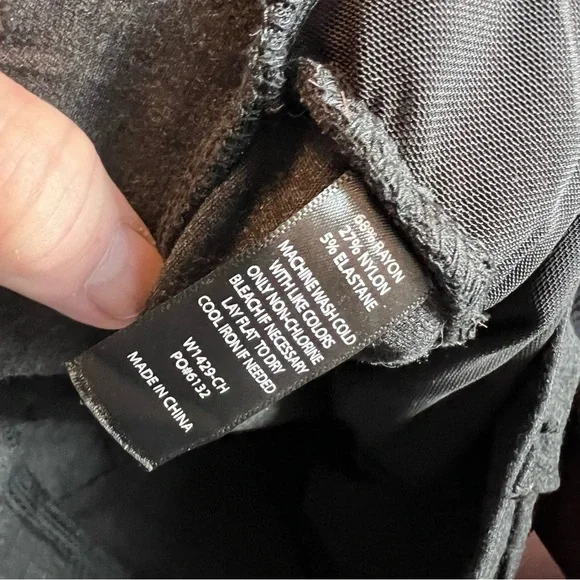 68% RAYON
27% NYLON
5% ELASTANE
MACHINE WASH COLD
WITH LIKE COLORS
ONLY NON-CHLORINE
BLEACH IF NECESSARY
LAY FLAT TO DRY
COOL IRON IF NEEDED
W1429-CH
PO#6132
MADE IN CHINA